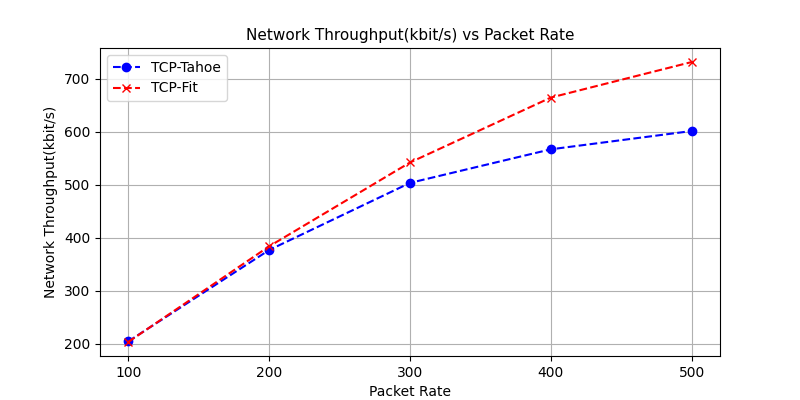 Network Throughput(kbit/s) vs Packet Rate
TCP-Tahoe
TCP-Fit
Network Throughput(kbit/s)
700
600
500
400
300
200
100 200 300 400 500
Packet Rate